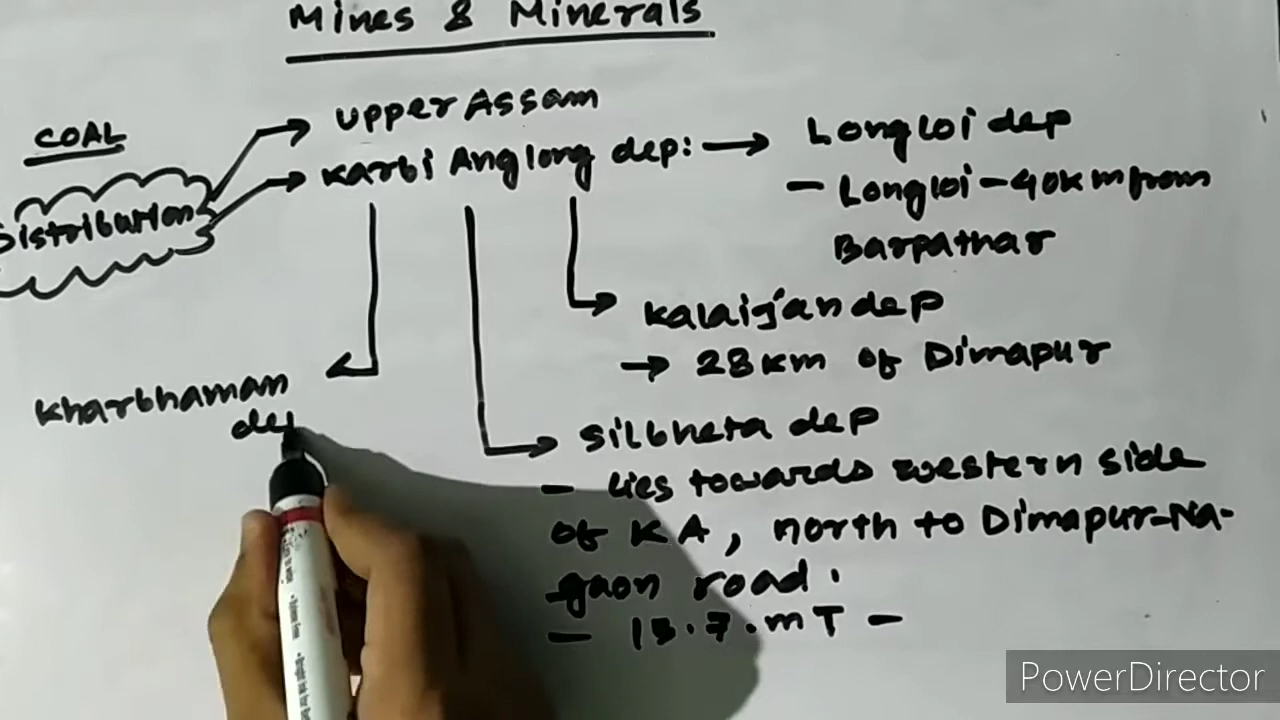 Mines & Minerals
COAL
Distribution
Upper Assam
Karbi Anglong dep:
Longloi dep
- Longloi - 40km from
Barpathar
Kalaijan dep
→ 28km of Dimapur
Silbheta dep
- lies towards western side
of KA, north to Dimapur-Na-
gaon road.
- 15.7.mT -
Kharbhaman
dep
PowerDirector